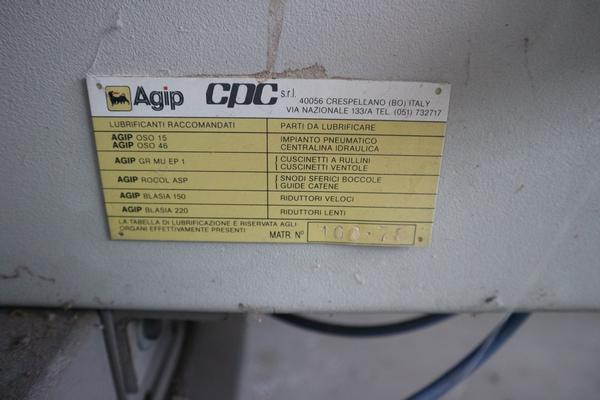 Agip CPC s.r.l.
40056 CRESPELLANO (BO) ITALY
VIA NAZIONALE 133/A TEL. (051) 732717
LUBRIFICANTI RACCOMANDATI PARTI DA LUBRIFICARE
AGIP OSO 15 IMPIANTO PNEUMATICO
AGIP OSO 46 CENTRALINA IDRAULICA
AGIP GR MU EP 1 CUSCINETTI A RULLINI
CUSCINETTI VENTOLE
AGIP ROCOL ASP SNODI SFERICI BOCCOLE
GUIDE CATENE
AGIP BLASIA 150 RIDUTTORI VELOCI
AGIP BLASIA 220 RIDUTTORI LENTI
LA TABELLA DI LUBRIFICAZIONE E RISERVATA AGLI
ORGANI EFFETTIVAMENTE PRESENTI MATR. N°